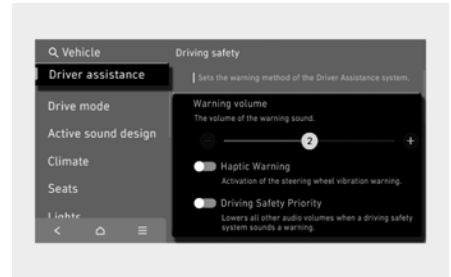 Vehicle
Driving safety
Driver assistance
Sets the warning method of the Driver Assistance system.
Drive mode
Active sound design
Climate
Seats
Lights
Warning volume
The volume of the warning sound.
2
Haptic Warning
Activation of the steering wheel vibration warning.
Driving Safety Priority
Lowers all other audio volumes when a driving safety
system sounds a warning.